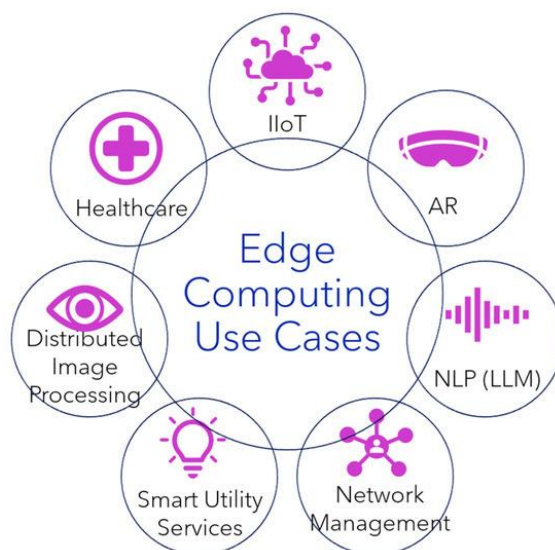 IIoT
Healthcare
AR
Edge
Computing
Use Cases
Distributed
Image
Processing
NLP (LLM)
Smart Utility
Services
Network
Management